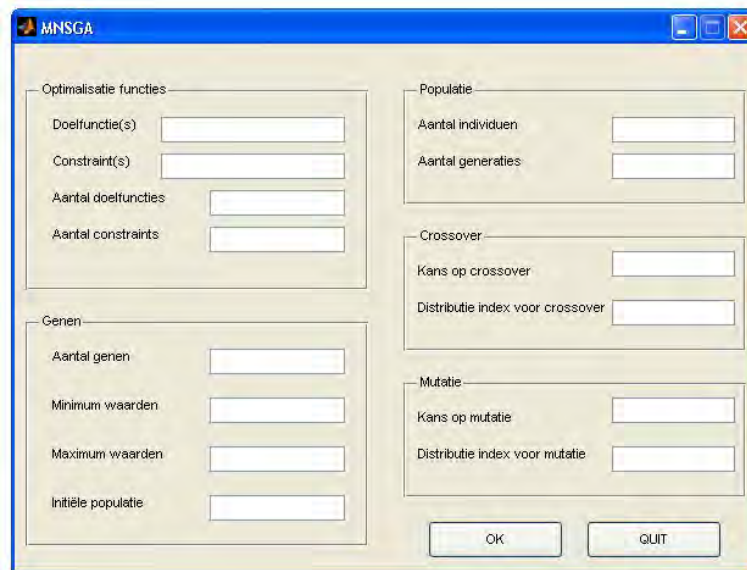 MNSGA
Optimalisatie functies
Doelfunctie(s)
Constraint(s)
Aantal doelfuncties
Aantal constraints
Genen
Aantal genen
Minimum waarden
Maximum waarden
Initiële populatie
Populatie
Aantal individuen
Aantal generaties
Crossover
Kans op crossover
Distributie index voor crossover
Mutatie
Kans op mutatie
Distributie index voor mutatie
OK
QUIT